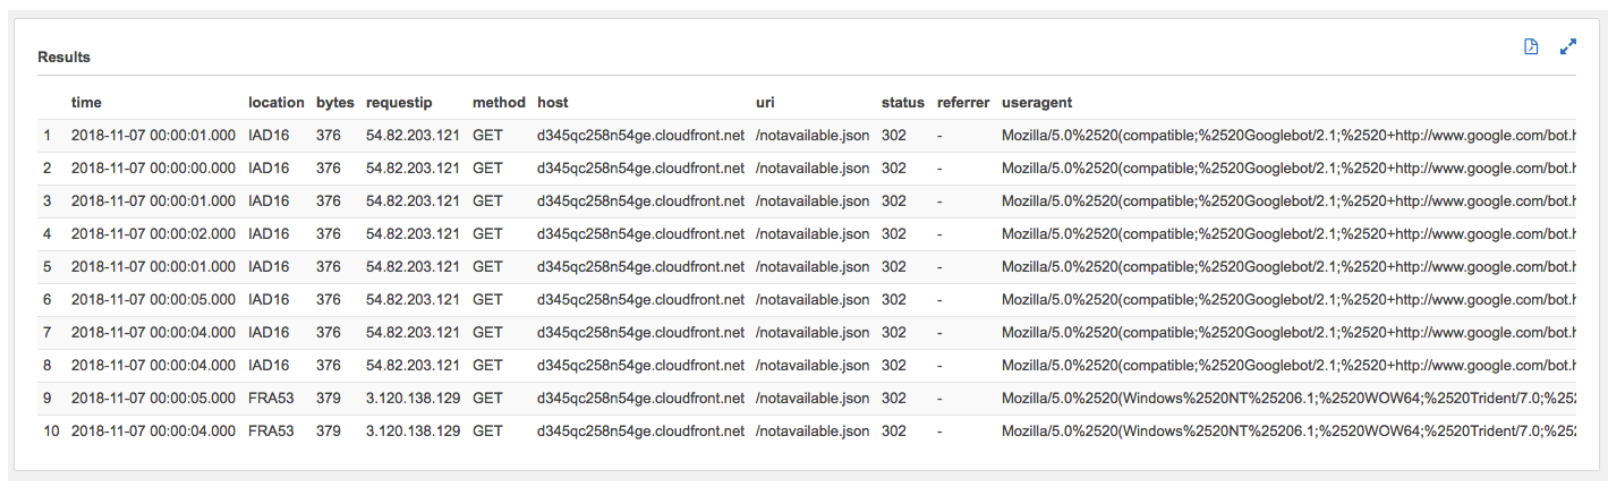 Results
time location bytes requestip method host uri status referrer useragent
1 2018-11-07 00:00:01.000 IAD16 376 54.82.203.121 GET d345qc258n54ge.cloudfront.net /notavailable.json 302 - Mozilla/5.0%2520(compatible;%2520Googlebot/2.1;%2520+http://www.google.com/bot.h
2 2018-11-07 00:00:00.000 IAD16 376 54.82.203.121 GET d345qc258n54ge.cloudfront.net /notavailable.json 302 - Mozilla/5.0%2520(compatible;%2520Googlebot/2.1;%2520+http://www.google.com/bot.h
3 2018-11-07 00:00:01.000 IAD16 376 54.82.203.121 GET d345qc258n54ge.cloudfront.net /notavailable.json 302 - Mozilla/5.0%2520(compatible;%2520Googlebot/2.1;%2520+http://www.google.com/bot.h
4 2018-11-07 00:00:02.000 IAD16 376 54.82.203.121 GET d345qc258n54ge.cloudfront.net /notavailable.json 302 - Mozilla/5.0%2520(compatible;%2520Googlebot/2.1;%2520+http://www.google.com/bot.h
5 2018-11-07 00:00:01.000 IAD16 376 54.82.203.121 GET d345qc258n54ge.cloudfront.net /notavailable.json 302 - Mozilla/5.0%2520(compatible;%2520Googlebot/2.1;%2520+http://www.google.com/bot.h
6 2018-11-07 00:00:05.000 IAD16 376 54.82.203.121 GET d345qc258n54ge.cloudfront.net /notavailable.json 302 - Mozilla/5.0%2520(compatible;%2520Googlebot/2.1;%2520+http://www.google.com/bot.h
7 2018-11-07 00:00:04.000 IAD16 376 54.82.203.121 GET d345qc258n54ge.cloudfront.net /notavailable.json 302 - Mozilla/5.0%2520(compatible;%2520Googlebot/2.1;%2520+http://www.google.com/bot.h
8 2018-11-07 00:00:04.000 IAD16 376 54.82.203.121 GET d345qc258n54ge.cloudfront.net /notavailable.json 302 - Mozilla/5.0%2520(compatible;%2520Googlebot/2.1;%2520+http://www.google.com/bot.h
9 2018-11-07 00:00:05.000 FRA53 379 3.120.138.129 GET d345qc258n54ge.cloudfront.net /notavailable.json 302 - Mozilla/5.0%2520(Windows%2520NT%25206.1;%2520WOW64;%2520Trident/7.0;%252
10 2018-11-07 00:00:04.000 FRA53 379 3.120.138.129 GET d345qc258n54ge.cloudfront.net /notavailable.json 302 - Mozilla/5.0%2520(Windows%2520NT%25206.1;%2520WOW64;%2520Trident/7.0;%252